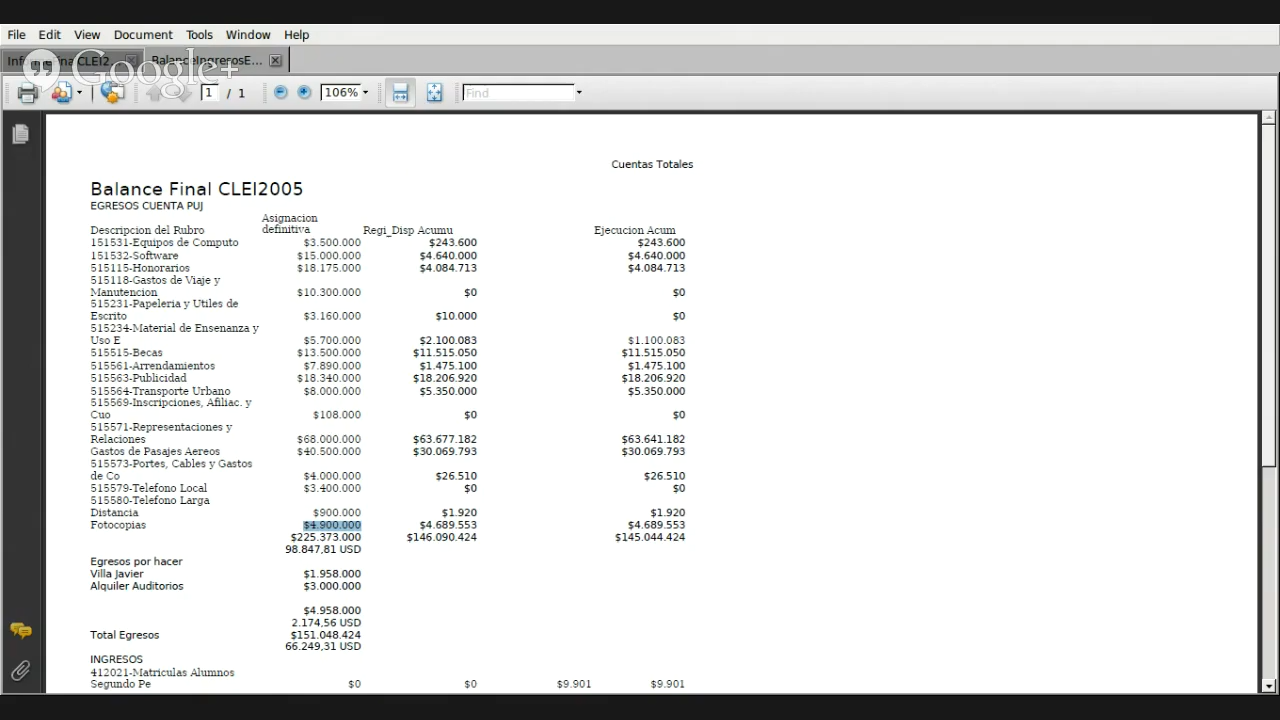 File Edit View Document Tools Window Help
BalanceIngresosE...
Google+
1 / 1 106% Find
Cuentas Totales
Balance Final CLEI2005
EGRESOS CUENTA PUJ
Asignacion
Descripcion del Rubro definitiva Regi_Disp Acumu Ejecucion Acum
151531-Equipos de Computo $3.500.000 $243.600 $243.600
151532-Software $15.000.000 $4.640.000 $4.640.000
515115-Honorarios $18.175.000 $4.084.713 $4.084.713
515118-Gastos de Viaje y
Manutencion $10.300.000 $0 $0
515231-Papeleria y Utiles de
Escrito $3.160.000 $10.000 $0
515234-Material de Ensenanza y
Uso E $5.700.000 $2.100.083 $1.100.083
515515-Becas $13.500.000 $11.515.050 $11.515.050
515561-Arrendamientos $7.890.000 $1.475.100 $1.475.100
515563-Publicidad $18.340.000 $18.206.920 $18.206.920
515564-Transporte Urbano $8.000.000 $5.350.000 $5.350.000
515569-Inscripciones, Afiliac. y
Cuo $108.000 $0 $0
515571-Representaciones y
Relaciones $68.000.000 $63.677.182 $63.641.182
Gastos de Pasajes Aereos $40.500.000 $30.069.793 $30.069.793
515573-Portes, Cables y Gastos
de Co $4.000.000 $26.510 $26.510
515579-Telefono Local $3.400.000 $0 $0
515580-Telefono Larga
Distancia $900.000 $1.920 $1.920
Fotocopias $4.900.000 $4.689.553 $4.689.553
$225.373.000 $146.090.424 $145.044.424
98.847,81 USD
Egresos por hacer
Villa Javier $1.958.000
Alquiler Auditorios $3.000.000
$4.958.000
2.174,56 USD
Total Egresos $151.048.424
66.249,31 USD
INGRESOS
412021-Matriculas Alumnos
Segundo Pe $0 $0 $9.901 $9.901